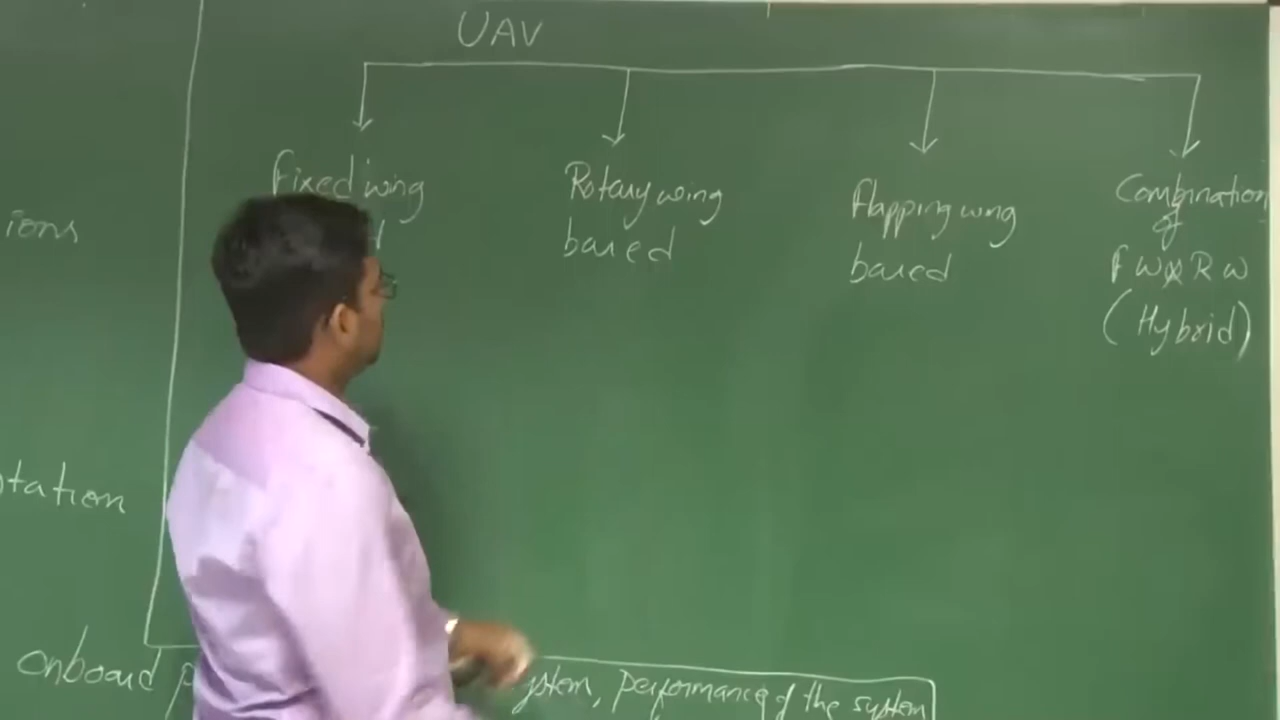 UAV
fixed wing
Rotary wing
based
flapping wing
based
Combination
of
FW & RW
(Hybrid)
ions
tation
onboard
ystem, performance of the system